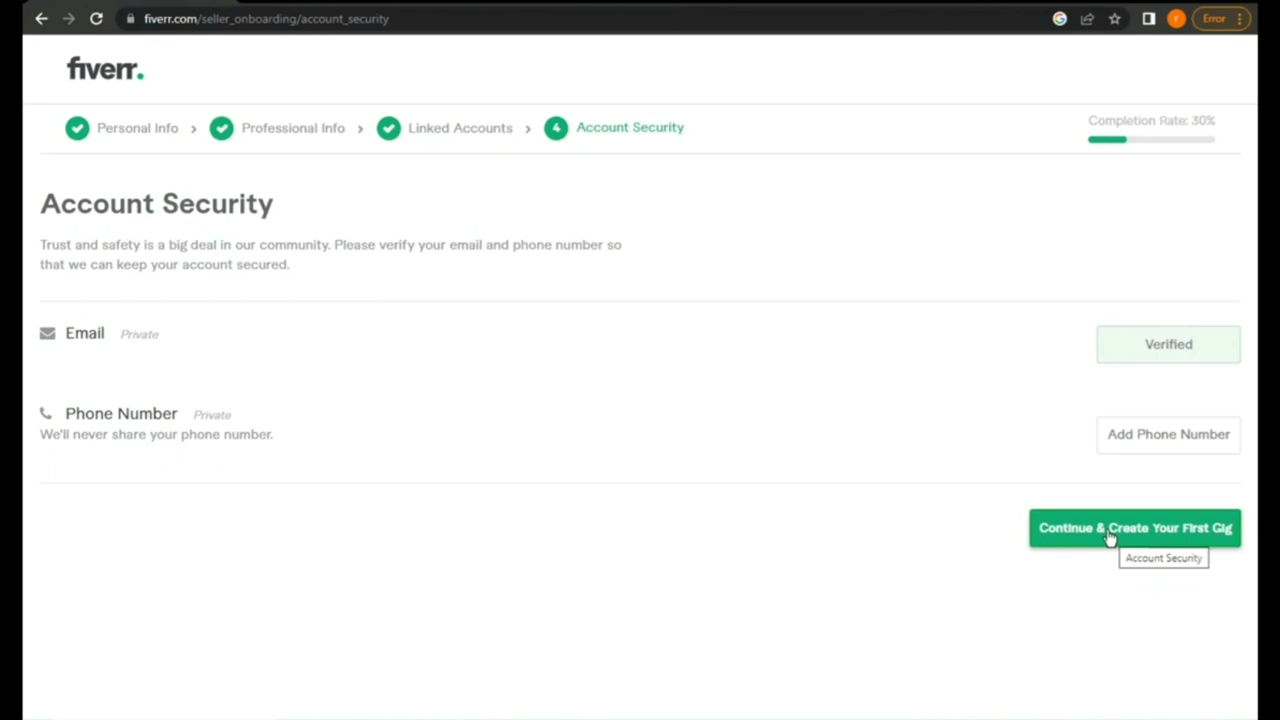 fiverr.com/seller_onboarding/account_security
Error
fiverr.
Personal Info
Professional Info
Linked Accounts
4 Account Security
Completion Rate: 30%
Account Security
Trust and safety is a big deal in our community. Please verify your email and phone number so
that we can keep your account secured.
Email Private
Verified
Phone Number Private
We'll never share your phone number.
Add Phone Number
Continue & Create Your First Gig
Account Security